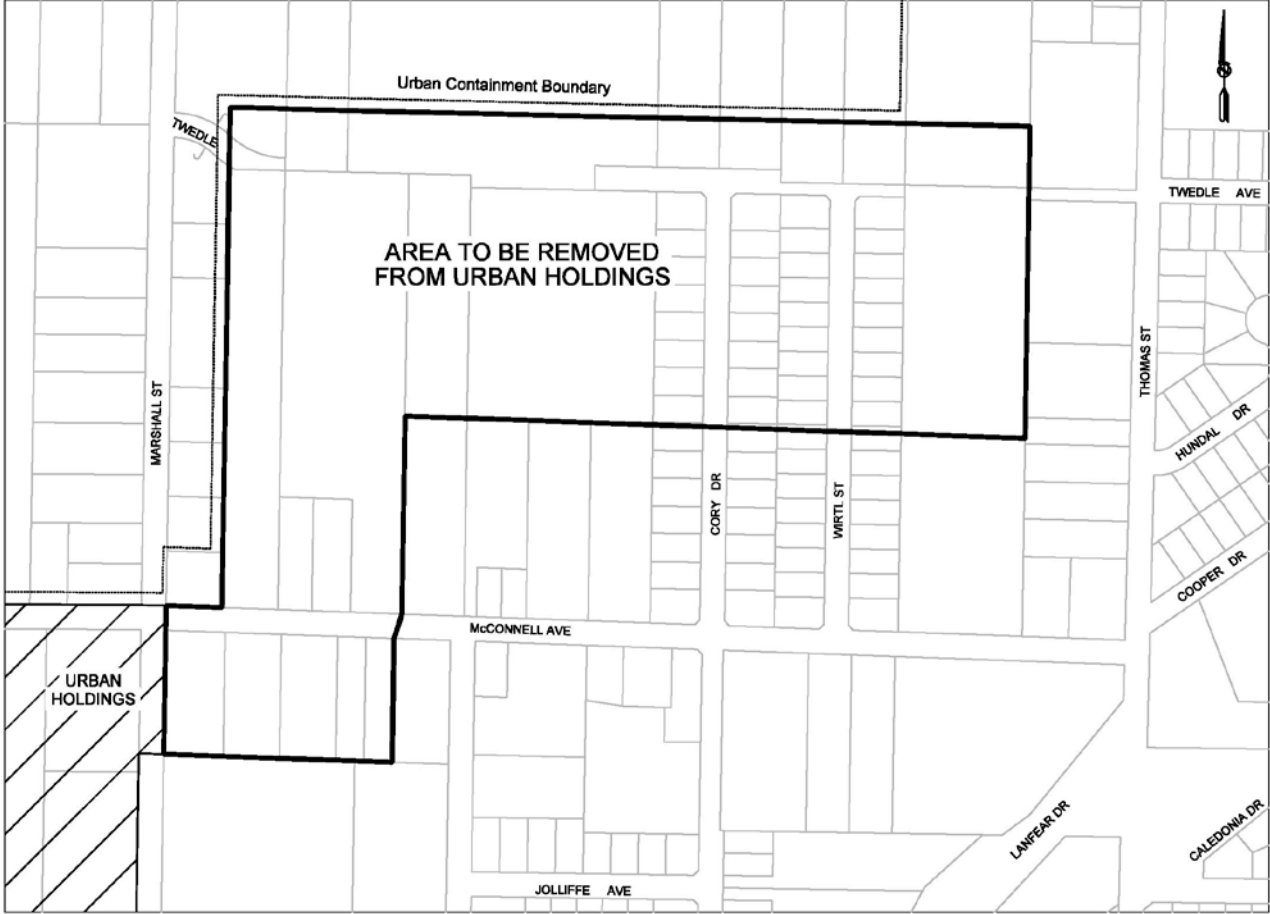 Urban Containment Boundary
TWEDLE
TWEDLE AVE
AREA TO BE REMOVED
FROM URBAN HOLDINGS
MARSHALL ST
THOMAS ST
HUNDAL DR
CORY DR
WIRTL ST
COOPER DR
McCONNELL AVE
URBAN
HOLDINGS
LANFEAR DR
CALEDONIA DR
JOLLIFFE AVE